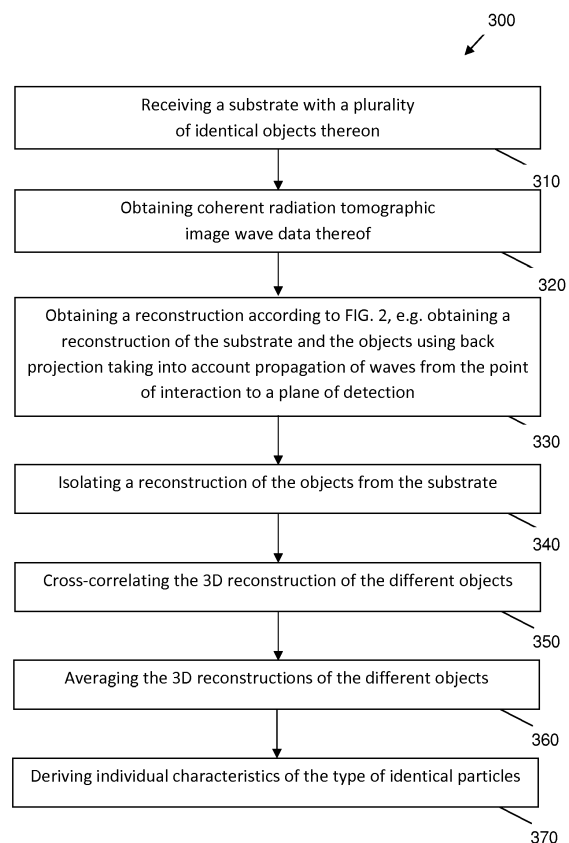 300
Receiving a substrate with a plurality
of identical objects thereon
310
Obtaining coherent radiation tomographic
image wave data thereof
320
Obtaining a reconstruction according to FIG. 2, e.g. obtaining a
reconstruction of the substrate and the objects using back
projection taking into account propagation of waves from the point
of interaction to a plane of detection
330
Isolating a reconstruction of the objects from the substrate
340
Cross-correlating the 3D reconstruction of the different objects
350
Averaging the 3D reconstructions of the different objects
360
Deriving individual characteristics of the type of identical particles
370